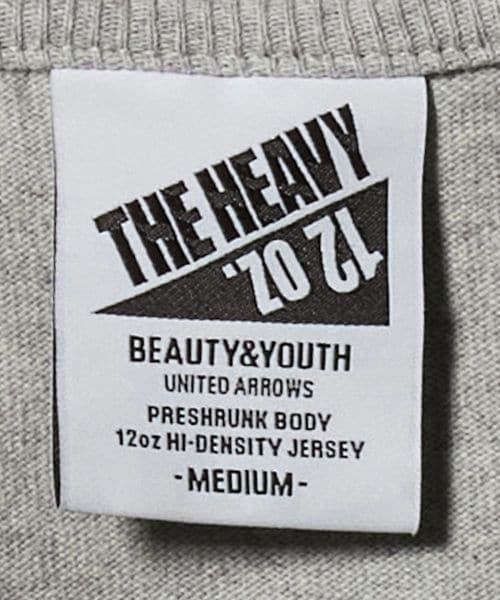 THE HEAVY
12 OZ.
BEAUTY&YOUTH
UNITED ARROWS
PRESHRUNK BODY
12oz HI-DENSITY JERSEY
-MEDIUM-